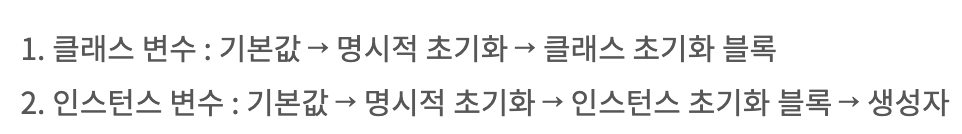 1. 클래스 변수 : 기본값 → 명시적 초기화 → 클래스 초기화 블록
2. 인스턴스 변수 : 기본값 → 명시적 초기화 → 인스턴스 초기화 블록 → 생성자